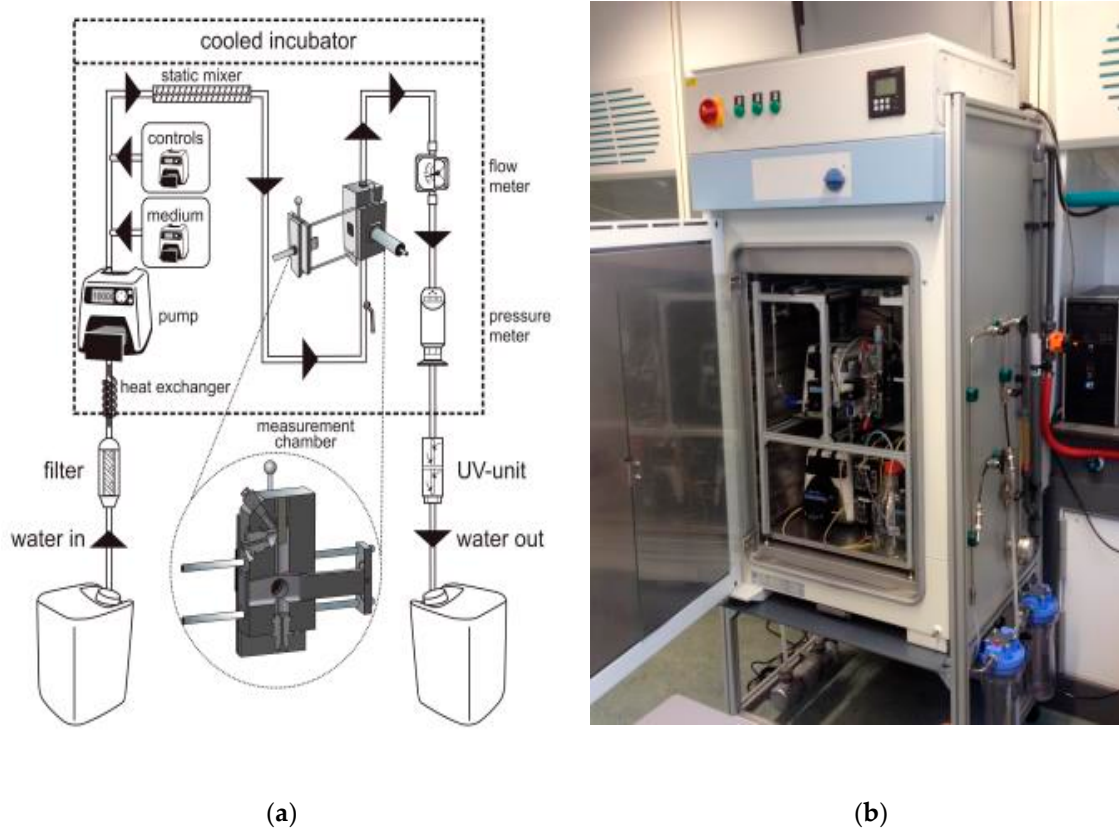 cooled incubator
static mixer
controls
medium
pump
heat exchanger
filter
water in
flow
meter
pressure
meter
measurement
chamber
UV-unit
water out
(a)
(b)